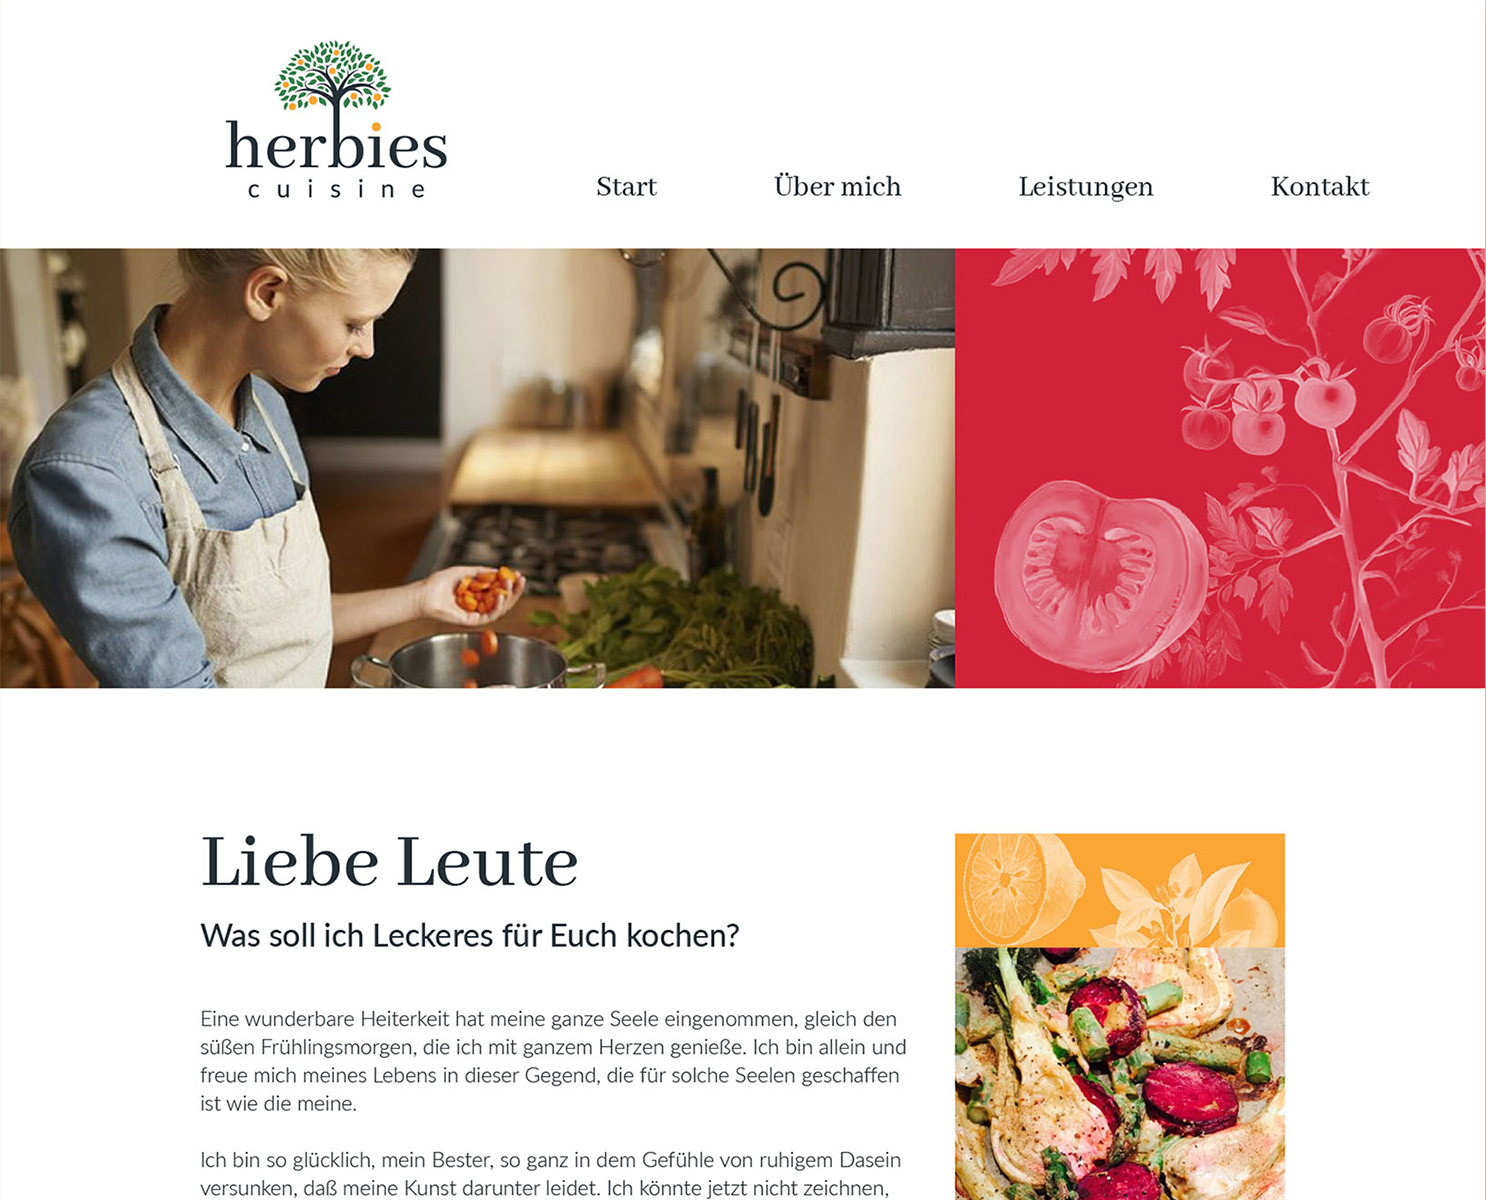 herbies
cuisine
Start
Über mich
Leistungen
Kontakt
Liebe Leute
Was soll ich Leckeres für Euch kochen?
Eine wunderbare Heiterkeit hat meine ganze Seele eingenommen, gleich den
süßen Frühlingsmorgen, die ich mit ganzem Herzen genieße. Ich bin allein und
freue mich meines Lebens in dieser Gegend, die für solche Seelen geschaffen
ist wie die meine.
Ich bin so glücklich, mein Bester, so ganz in dem Gefühle von ruhigem Dasein
versunken, daß meine Kunst darunter leidet. Ich könnte jetzt nicht zeichnen,